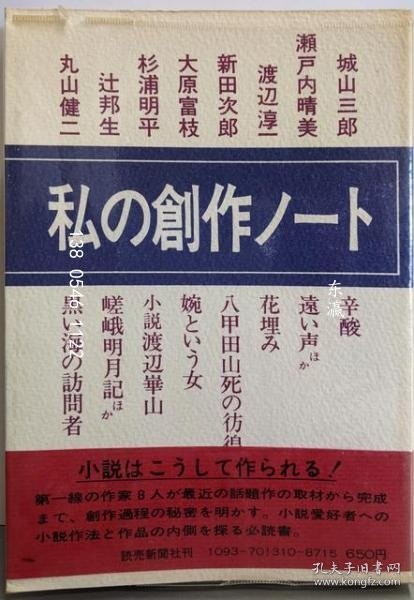 城山三郎
瀬戸内晴美
渡辺淳一
新田次郎
大原富枝
杉浦明平
辻邦生
丸山健二
私の創作ノート
辛酸
遠い声ほか
花埋み
八甲田山死の彷徨
婉という女
小説渡辺崋山
嵯峨明月記ほか
黒い海の訪問者
小説はこうして作られる!
第一線の作家8人が最近の話題作の取材から完成
まで、創作過程の秘密を明かす。小説愛好者への
小説作法と作品の内側を探る必読書。
読売新聞社刊 1093-701310-8715 650円
东瀛
138 0546 1122
孔夫子旧书网